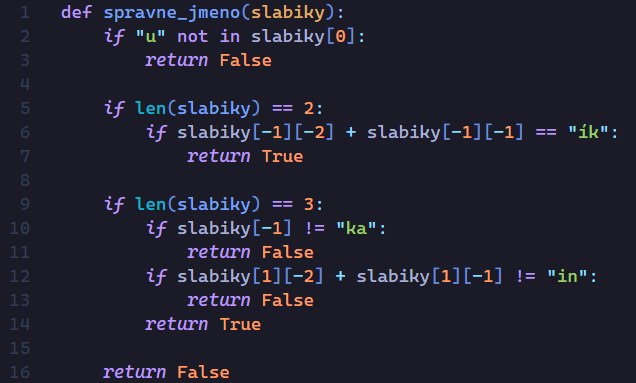 1 def spravne_jmeno(slabiky):
2     if "u" not in slabiky[0]:
3         return False
4
5     if len(slabiky) == 2:
6         if slabiky[-1][-2] + slabiky[-1][-1] == "ík":
7             return True
8
9     if len(slabiky) == 3:
10         if slabiky[-1] != "ka":
11             return False
12         if slabiky[1][-2] + slabiky[1][-1] != "in":
13             return False
14         return True
15
16     return False